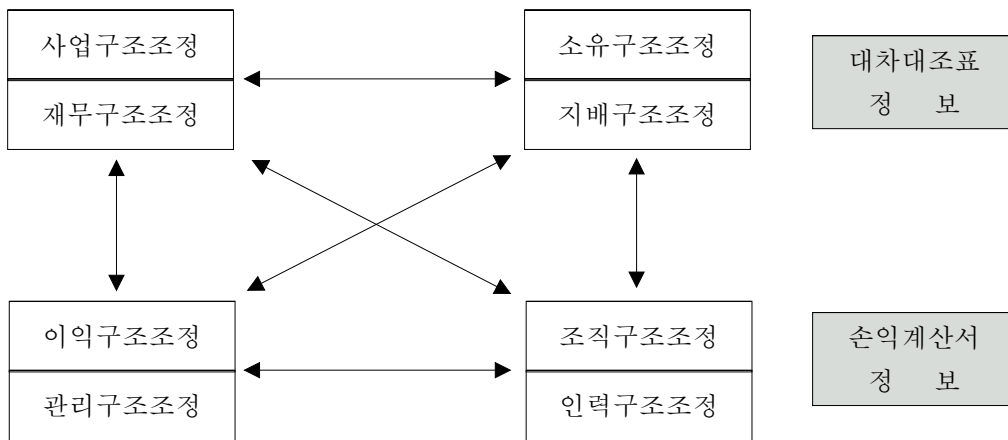 사업구조조정
재무구조조정
소유구조조정
지배구조조정
대차대조표
정 보
이익구조조정
관리구조조정
조직구조조정
인력구조조정
손익계산서
정 보